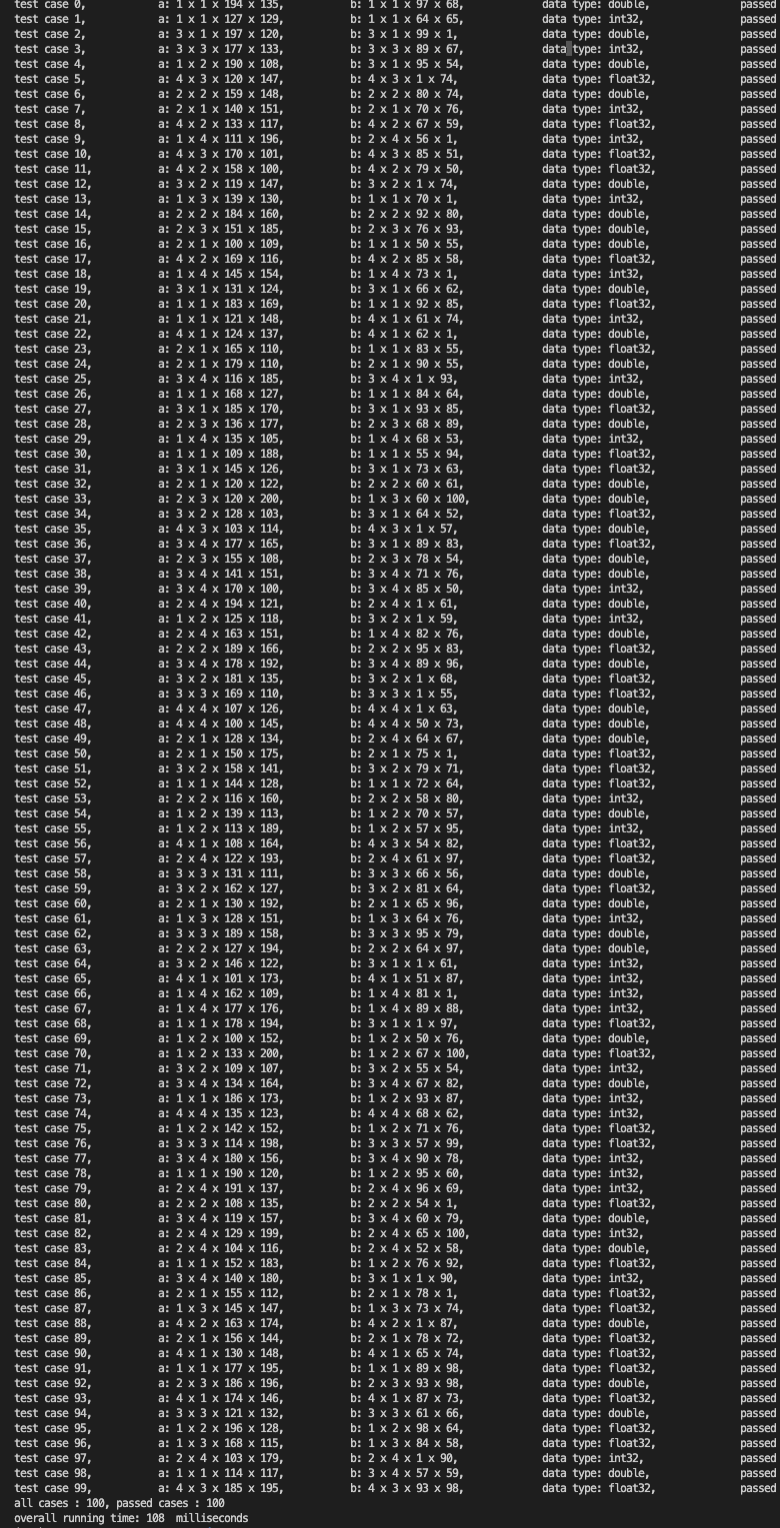 test case 0, a: 1 x 1 x 194 x 135, b: 1 x 1 x 97 x 68, data type: double, passed
test case 1, a: 1 x 1 x 127 x 129, b: 1 x 1 x 64 x 65, data type: int32, passed
test case 2, a: 3 x 3 x 197 x 120, b: 3 x 3 x 99 x 1, data type: double, passed
test case 3, a: 3 x 3 x 177 x 133, b: 3 x 3 x 89 x 67, data type: int32, passed
test case 4, a: 1 x 2 x 190 x 108, b: 3 x 1 x 95 x 54, data type: double, passed
test case 5, a: 4 x 3 x 120 x 147, b: 4 x 3 x 1 x 74, data type: float32, passed
test case 6, a: 2 x 2 x 159 x 148, b: 2 x 2 x 80 x 74, data type: double, passed
test case 7, a: 2 x 1 x 140 x 151, b: 2 x 1 x 70 x 76, data type: int32, passed
test case 8, a: 4 x 2 x 133 x 117, b: 4 x 2 x 67 x 59, data type: float32, passed
test case 9, a: 1 x 4 x 111 x 196, b: 2 x 4 x 56 x 1, data type: int32, passed
test case 10, a: 4 x 3 x 170 x 101, b: 4 x 3 x 85 x 51, data type: float32, passed
test case 11, a: 4 x 2 x 158 x 100, b: 4 x 2 x 79 x 50, data type: float32, passed
test case 12, a: 3 x 2 x 119 x 147, b: 3 x 2 x 1 x 74, data type: double, passed
test case 13, a: 1 x 3 x 139 x 130, b: 1 x 1 x 70 x 1, data type: int32, passed
test case 14, a: 2 x 2 x 184 x 160, b: 2 x 2 x 92 x 80, data type: double, passed
test case 15, a: 2 x 3 x 151 x 185, b: 2 x 3 x 76 x 93, data type: double, passed
test case 16, a: 2 x 1 x 100 x 109, b: 1 x 1 x 50 x 55, data type: double, passed
test case 17, a: 4 x 2 x 169 x 116, b: 4 x 2 x 85 x 58, data type: float32, passed
test case 18, a: 1 x 4 x 145 x 154, b: 1 x 4 x 73 x 1, data type: int32, passed
test case 19, a: 3 x 1 x 131 x 124, b: 3 x 1 x 66 x 62, data type: double, passed
test case 20, a: 1 x 1 x 183 x 169, b: 1 x 1 x 92 x 85, data type: float32, passed
test case 21, a: 1 x 1 x 121 x 148, b: 4 x 1 x 61 x 74, data type: int32, passed
test case 22, a: 4 x 1 x 124 x 137, b: 4 x 1 x 62 x 1, data type: double, passed
test case 23, a: 2 x 1 x 165 x 110, b: 1 x 1 x 83 x 55, data type: float32, passed
test case 24, a: 2 x 1 x 179 x 110, b: 2 x 1 x 90 x 55, data type: double, passed
test case 25, a: 3 x 4 x 116 x 185, b: 3 x 4 x 1 x 93, data type: int32, passed
test case 26, a: 1 x 1 x 168 x 127, b: 1 x 1 x 84 x 64, data type: double, passed
test case 27, a: 3 x 1 x 185 x 170, b: 3 x 1 x 93 x 85, data type: float32, passed
test case 28, a: 2 x 3 x 136 x 177, b: 2 x 3 x 68 x 89, data type: double, passed
test case 29, a: 1 x 4 x 135 x 105, b: 1 x 4 x 68 x 53, data type: int32, passed
test case 30, a: 1 x 1 x 109 x 188, b: 1 x 1 x 55 x 94, data type: float32, passed
test case 31, a: 3 x 1 x 145 x 126, b: 3 x 1 x 73 x 63, data type: float32, passed
test case 32, a: 2 x 1 x 120 x 122, b: 2 x 2 x 60 x 61, data type: double, passed
test case 33, a: 2 x 3 x 120 x 200, b: 1 x 3 x 60 x 100, data type: double, passed
test case 34, a: 3 x 2 x 128 x 103, b: 3 x 1 x 64 x 52, data type: float32, passed
test case 35, a: 4 x 3 x 103 x 114, b: 4 x 3 x 1 x 57, data type: double, passed
test case 36, a: 3 x 4 x 177 x 165, b: 3 x 1 x 89 x 83, data type: float32, passed
test case 37, a: 2 x 3 x 155 x 108, b: 2 x 3 x 78 x 54, data type: double, passed
test case 38, a: 3 x 4 x 141 x 151, b: 3 x 4 x 71 x 76, data type: double, passed
test case 39, a: 3 x 4 x 170 x 100, b: 3 x 4 x 85 x 50, data type: int32, passed
test case 40, a: 2 x 4 x 194 x 121, b: 2 x 4 x 1 x 61, data type: double, passed
test case 41, a: 1 x 2 x 125 x 118, b: 3 x 2 x 1 x 59, data type: int32, passed
test case 42, a: 2 x 4 x 163 x 151, b: 1 x 4 x 82 x 76, data type: double, passed
test case 43, a: 2 x 2 x 189 x 166, b: 2 x 2 x 95 x 83, data type: float32, passed
test case 44, a: 3 x 4 x 178 x 192, b: 3 x 4 x 89 x 96, data type: double, passed
test case 45, a: 3 x 2 x 181 x 135, b: 3 x 2 x 1 x 68, data type: float32, passed
test case 46, a: 3 x 3 x 169 x 110, b: 3 x 3 x 1 x 55, data type: float32, passed
test case 47, a: 4 x 4 x 107 x 126, b: 4 x 4 x 1 x 63, data type: double, passed
test case 48, a: 4 x 4 x 100 x 145, b: 4 x 4 x 50 x 73, data type: double, passed
test case 49, a: 2 x 1 x 128 x 134, b: 2 x 4 x 64 x 67, data type: double, passed
test case 50, a: 2 x 1 x 150 x 175, b: 2 x 1 x 75 x 1, data type: float32, passed
test case 51, a: 3 x 2 x 158 x 141, b: 3 x 2 x 79 x 71, data type: float32, passed
test case 52, a: 1 x 1 x 144 x 128, b: 1 x 1 x 72 x 64, data type: float32, passed
test case 53, a: 2 x 2 x 116 x 160, b: 2 x 2 x 58 x 80, data type: int32, passed
test case 54, a: 1 x 2 x 139 x 113, b: 1 x 2 x 70 x 57, data type: double, passed
test case 55, a: 1 x 2 x 113 x 189, b: 1 x 2 x 57 x 95, data type: int32, passed
test case 56, a: 4 x 1 x 108 x 164, b: 4 x 3 x 54 x 82, data type: float32, passed
test case 57, a: 2 x 4 x 122 x 193, b: 2 x 4 x 61 x 97, data type: float32, passed
test case 58, a: 3 x 3 x 131 x 111, b: 3 x 3 x 66 x 56, data type: double, passed
test case 59, a: 3 x 2 x 162 x 127, b: 3 x 2 x 81 x 64, data type: float32, passed
test case 60, a: 2 x 1 x 130 x 192, b: 2 x 1 x 65 x 96, data type: double, passed
test case 61, a: 1 x 3 x 128 x 151, b: 1 x 3 x 64 x 76, data type: int32, passed
test case 62, a: 3 x 3 x 189 x 158, b: 3 x 3 x 95 x 79, data type: double, passed
test case 63, a: 2 x 2 x 127 x 194, b: 2 x 2 x 64 x 97, data type: double, passed
test case 64, a: 3 x 2 x 146 x 122, b: 3 x 1 x 1 x 61, data type: int32, passed
test case 65, a: 4 x 1 x 101 x 173, b: 4 x 1 x 51 x 87, data type: int32, passed
test case 66, a: 1 x 4 x 162 x 109, b: 1 x 4 x 81 x 1, data type: int32, passed
test case 67, a: 1 x 4 x 177 x 176, b: 1 x 4 x 89 x 88, data type: int32, passed
test case 68, a: 1 x 1 x 178 x 194, b: 3 x 1 x 1 x 97, data type: float32, passed
test case 69, a: 1 x 2 x 100 x 152, b: 1 x 2 x 50 x 76, data type: double, passed
test case 70, a: 1 x 2 x 133 x 200, b: 1 x 2 x 67 x 100, data type: float32, passed
test case 71, a: 3 x 2 x 109 x 107, b: 3 x 2 x 55 x 54, data type: int32, passed
test case 72, a: 3 x 4 x 134 x 164, b: 3 x 4 x 67 x 82, data type: double, passed
test case 73, a: 1 x 1 x 186 x 173, b: 1 x 2 x 93 x 87, data type: int32, passed
test case 74, a: 4 x 4 x 135 x 123, b: 4 x 4 x 68 x 62, data type: int32, passed
test case 75, a: 1 x 2 x 142 x 152, b: 1 x 2 x 71 x 76, data type: float32, passed
test case 76, a: 3 x 3 x 114 x 198, b: 3 x 3 x 57 x 99, data type: float32, passed
test case 77, a: 3 x 4 x 180 x 156, b: 3 x 4 x 90 x 78, data type: int32, passed
test case 78, a: 1 x 1 x 190 x 120, b: 1 x 2 x 95 x 60, data type: int32, passed
test case 79, a: 2 x 4 x 191 x 137, b: 2 x 4 x 96 x 69, data type: int32, passed
test case 80, a: 2 x 2 x 108 x 135, b: 2 x 2 x 54 x 1, data type: float32, passed
test case 81, a: 3 x 4 x 119 x 157, b: 3 x 4 x 60 x 79, data type: double, passed
test case 82, a: 2 x 4 x 129 x 199, b: 2 x 4 x 65 x 100, data type: int32, passed
test case 83, a: 2 x 4 x 104 x 116, b: 2 x 4 x 52 x 58, data type: double, passed
test case 84, a: 1 x 1 x 152 x 183, b: 1 x 2 x 76 x 92, data type: float32, passed
test case 85, a: 3 x 4 x 140 x 180, b: 3 x 1 x 1 x 90, data type: int32, passed
test case 86, a: 2 x 1 x 155 x 112, b: 2 x 1 x 78 x 1, data type: float32, passed
test case 87, a: 1 x 3 x 145 x 147, b: 1 x 3 x 73 x 74, data type: float32, passed
test case 88, a: 4 x 2 x 163 x 174, b: 4 x 2 x 1 x 87, data type: double, passed
test case 89, a: 2 x 1 x 156 x 144, b: 2 x 1 x 78 x 72, data type: float32, passed
test case 90, a: 4 x 1 x 130 x 148, b: 4 x 1 x 65 x 74, data type: float32, passed
test case 91, a: 1 x 1 x 177 x 195, b: 1 x 1 x 89 x 98, data type: float32, passed
test case 92, a: 2 x 3 x 186 x 196, b: 2 x 3 x 93 x 98, data type: double, passed
test case 93, a: 4 x 1 x 174 x 146, b: 4 x 1 x 87 x 73, data type: float32, passed
test case 94, a: 3 x 3 x 121 x 132, b: 3 x 3 x 61 x 66, data type: double, passed
test case 95, a: 1 x 2 x 196 x 128, b: 1 x 2 x 98 x 64, data type: float32, passed
test case 96, a: 1 x 3 x 168 x 115, b: 1 x 3 x 84 x 58, data type: float32, passed
test case 97, a: 2 x 4 x 103 x 179, b: 2 x 4 x 1 x 90, data type: int32, passed
test case 98, a: 1 x 1 x 114 x 117, b: 3 x 4 x 57 x 59, data type: double, passed
test case 99, a: 4 x 3 x 185 x 195, b: 4 x 3 x 93 x 98, data type: float32, passed
all cases : 100, passed cases : 100
overall running time: 108 milliseconds